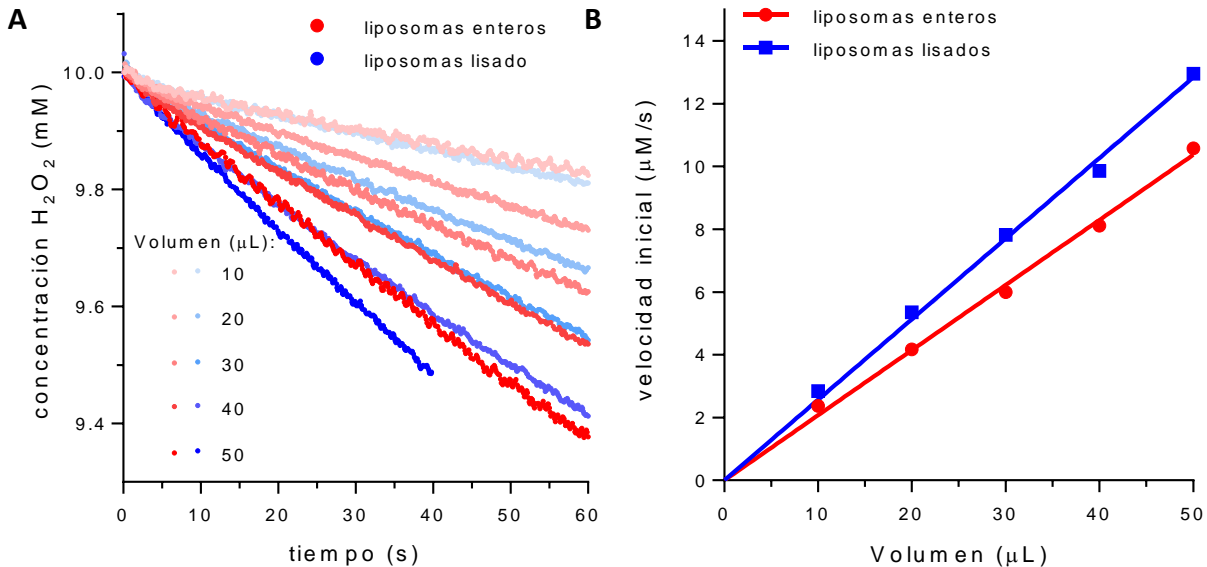 A
liposomas enteros
liposomas lisado
concentración H2O2 (mM)
10.0
9.8
9.6
9.4
Volumen (µL):
10
20
30
40
50
0 10 20 30 40 50 60
tiempo (s)
B
liposomas enteros
liposomas lisados
velocidad inicial (µM/s)
14
12
10
8
6
4
2
0
0 10 20 30 40 50
Volumen (µL)